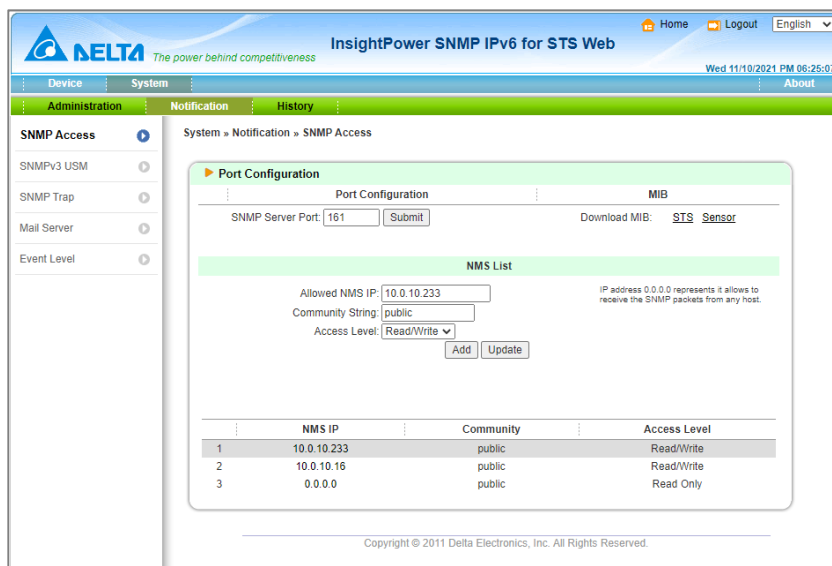 Home Logout English
InsightPower SNMP IPv6 for STS Web
DELTA The power behind competitiveness
Wed 11/10/2021 PM 06:25:07
Device System About
Administration Notification History
SNMP Access
SNMPv3 USM
SNMP Trap
Mail Server
Event Level
System » Notification » SNMP Access
Port Configuration
Port Configuration MIB
SNMP Server Port: 161 Submit Download MIB: STS Sensor
NMS List
Allowed NMS IP: 10.0.10.233
Community String: public
Access Level: Read/Write
Add Update
IP address 0.0.0.0 represents it allows to
receive the SNMP packets from any host.
NMS IP Community Access Level
1 10.0.10.233 public Read/Write
2 10.0.10.16 public Read/Write
3 0.0.0.0 public Read Only
Copyright © 2011 Delta Electronics, Inc. All Rights Reserved.